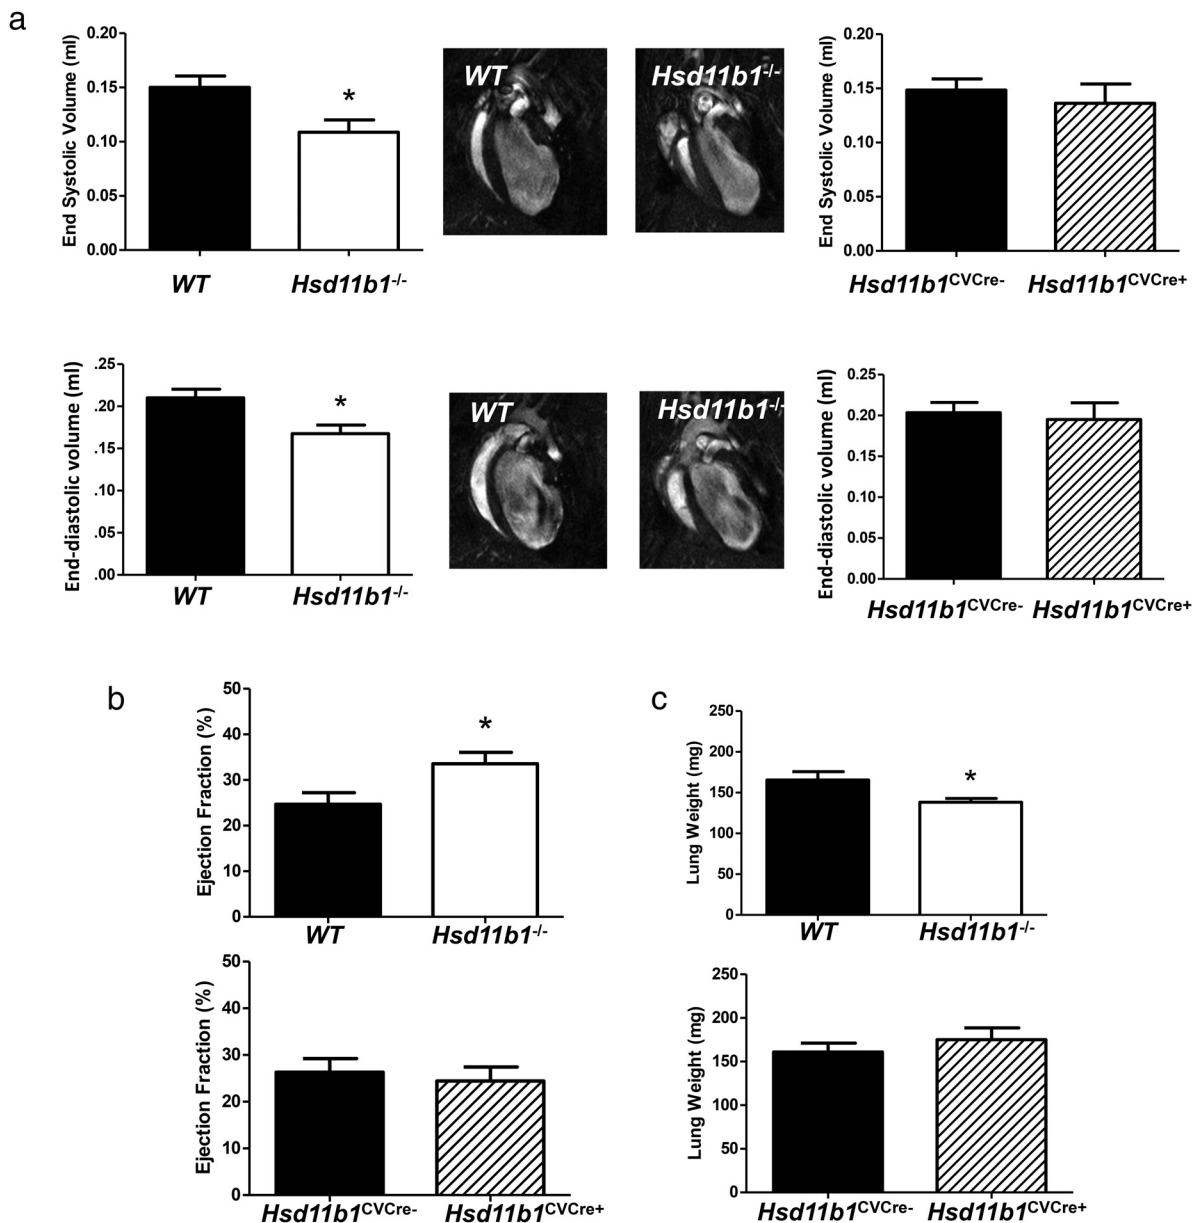 a
End Systolic Volume (ml)
0.20
0.15
0.10
0.05
0.00
*
WT
Hsd11b1-/-
WT
Hsd11b1-/-
End Systolic Volume (ml)
0.20
0.15
0.10
0.05
0.00
Hsd11b1CVCre-
Hsd11b1CVCre+
End-diastolic volume (ml)
.25
.20
.15
.10
.05
.00
*
WT
Hsd11b1-/-
WT
Hsd11b1-/-
End-diastolic volume (ml)
0.25
0.20
0.15
0.10
0.05
0.00
Hsd11b1CVCre-
Hsd11b1CVCre+
b
Ejection Fraction (%)
50
40
30
20
10
0
*
WT
Hsd11b1-/-
Ejection Fraction (%)
50
40
30
20
10
0
Hsd11b1CVCre-
Hsd11b1CVCre+
c
Lung Weight (mg)
250
200
150
100
50
0
*
WT
Hsd11b1-/-
Lung Weight (mg)
250
200
150
100
50
0
Hsd11b1CVCre-
Hsd11b1CVCre+